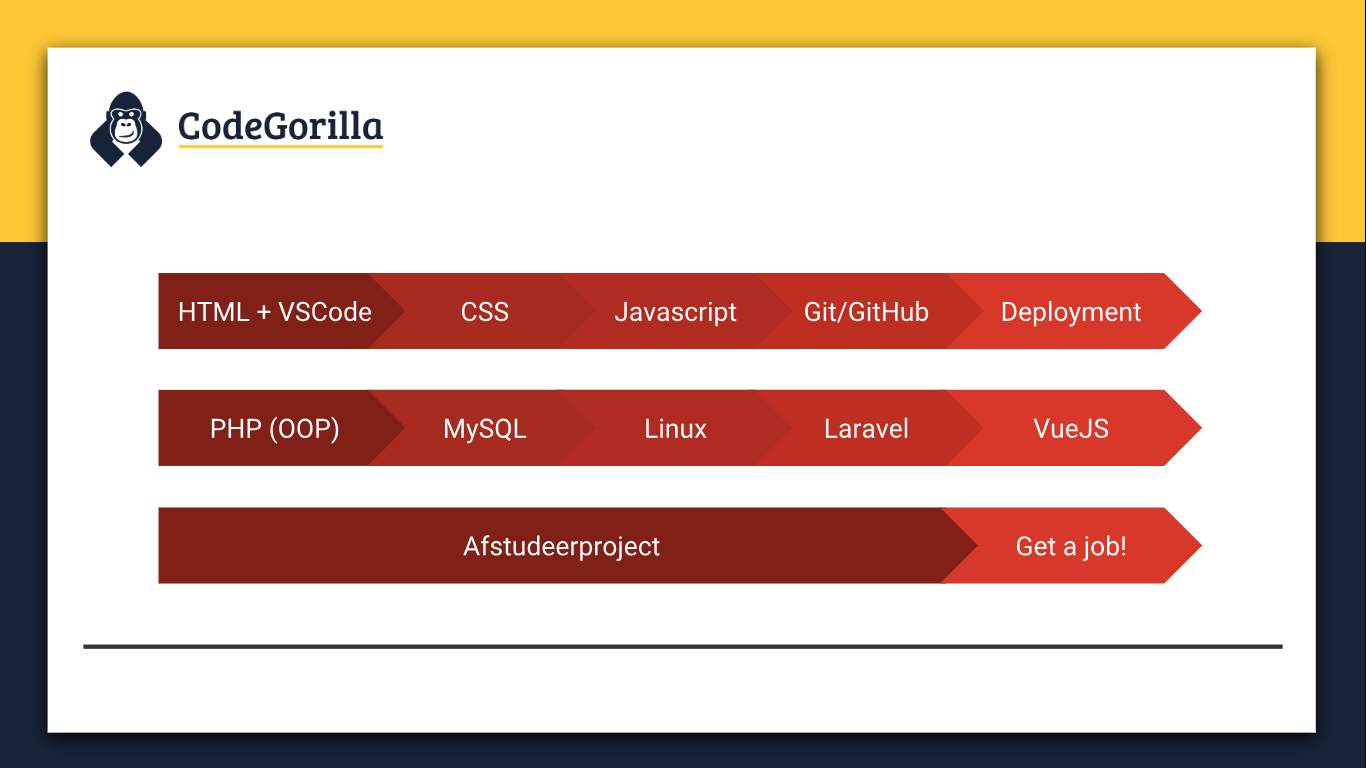 CodeGorilla
HTML + VSCode CSS Javascript Git/GitHub Deployment
PHP (OOP) MySQL Linux Laravel VueJS
Afstudeerproject Get a job!